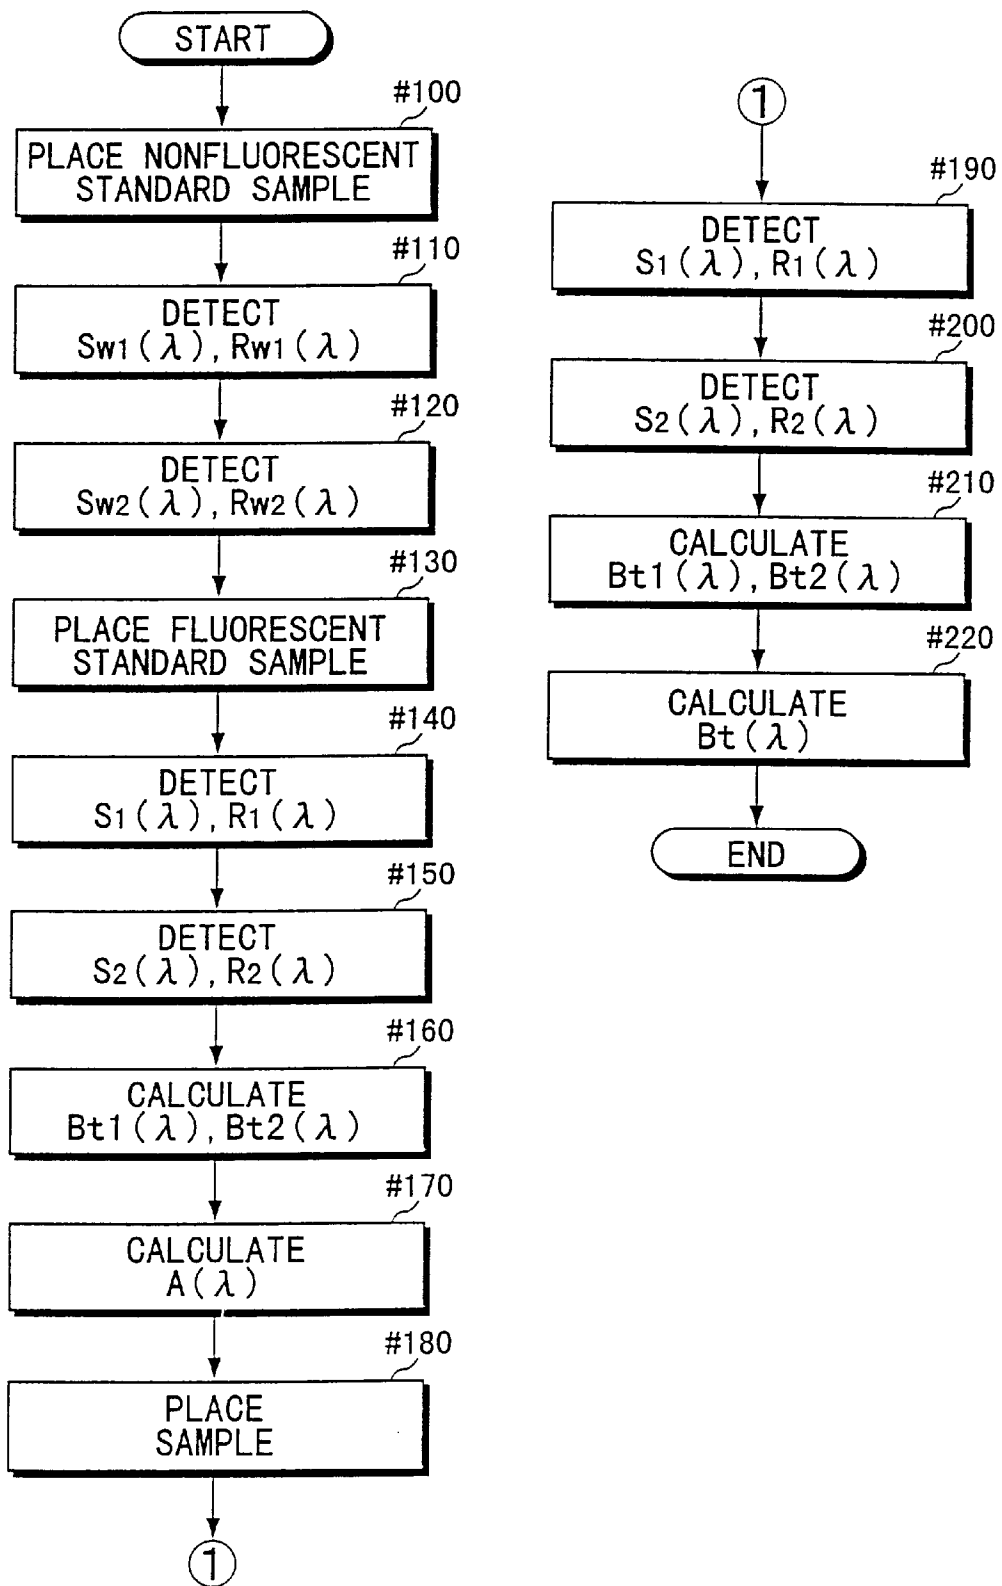 START
#100
PLACE NONFLUORESCENT
STANDARD SAMPLE
#110
DETECT
Sw1(λ), Rw1(λ)
#120
DETECT
Sw2(λ), Rw2(λ)
#130
PLACE FLUORESCENT
STANDARD SAMPLE
#140
DETECT
S1(λ), R1(λ)
#150
DETECT
S2(λ), R2(λ)
#160
CALCULATE
Bt1(λ), Bt2(λ)
#170
CALCULATE
A(λ)
#180
PLACE
SAMPLE
1
1
#190
DETECT
S1(λ), R1(λ)
#200
DETECT
S2(λ), R2(λ)
#210
CALCULATE
Bt1(λ), Bt2(λ)
#220
CALCULATE
Bt(λ)
END